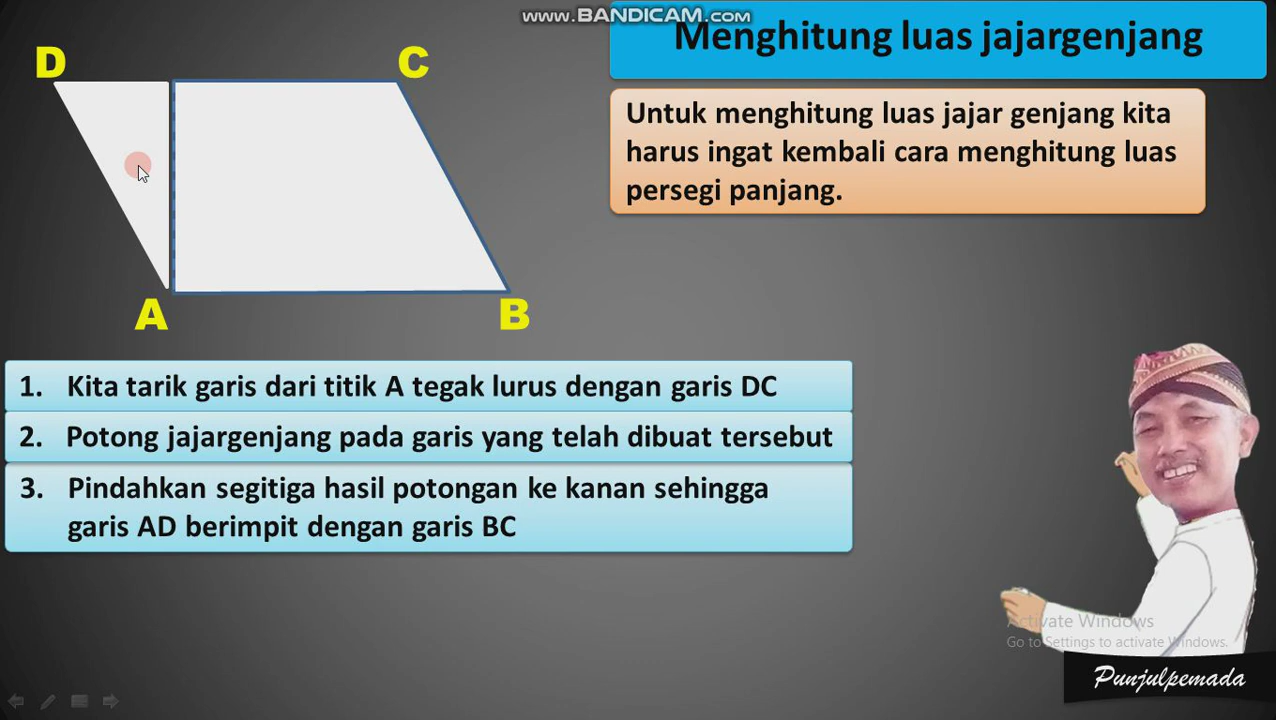 www.BANDICAM.com
Menghitung luas jajargenjang
D
C
Untuk menghitung luas jajar genjang kita
harus ingat kembali cara menghitung luas
persegi panjang.
A
B
1. Kita tarik garis dari titik A tegak lurus dengan garis DC
2. Potong jajargenjang pada garis yang telah dibuat tersebut
3. Pindahkan segitiga hasil potongan ke kanan sehingga
garis AD berimpit dengan garis BC
Activate Windows
Go to Settings to activate Windows.
Punjulpemada